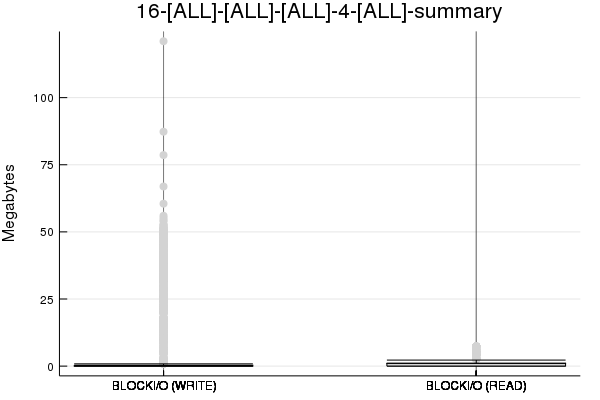 16-[ALL]-[ALL]-[ALL]-4-[ALL]-summary
Megabytes
100
75
50
25
0
BLOCKI/O (WRITE)
BLOCKI/O (READ)